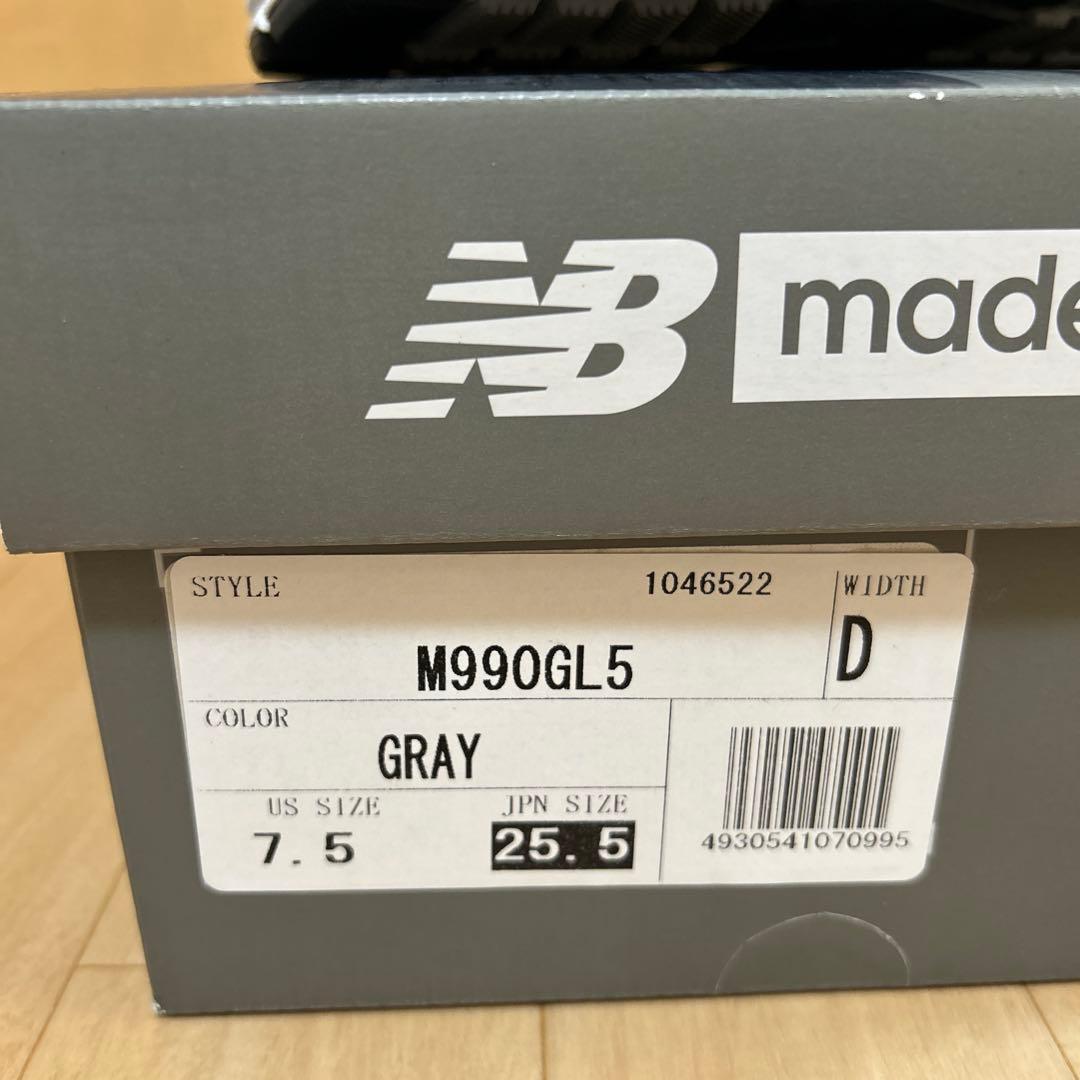 NB made
STYLE 1046522 WIDTH
M990GL5 D
COLOR
GRAY
US SIZE JPN SIZE
7.5 25.5
4930541070995